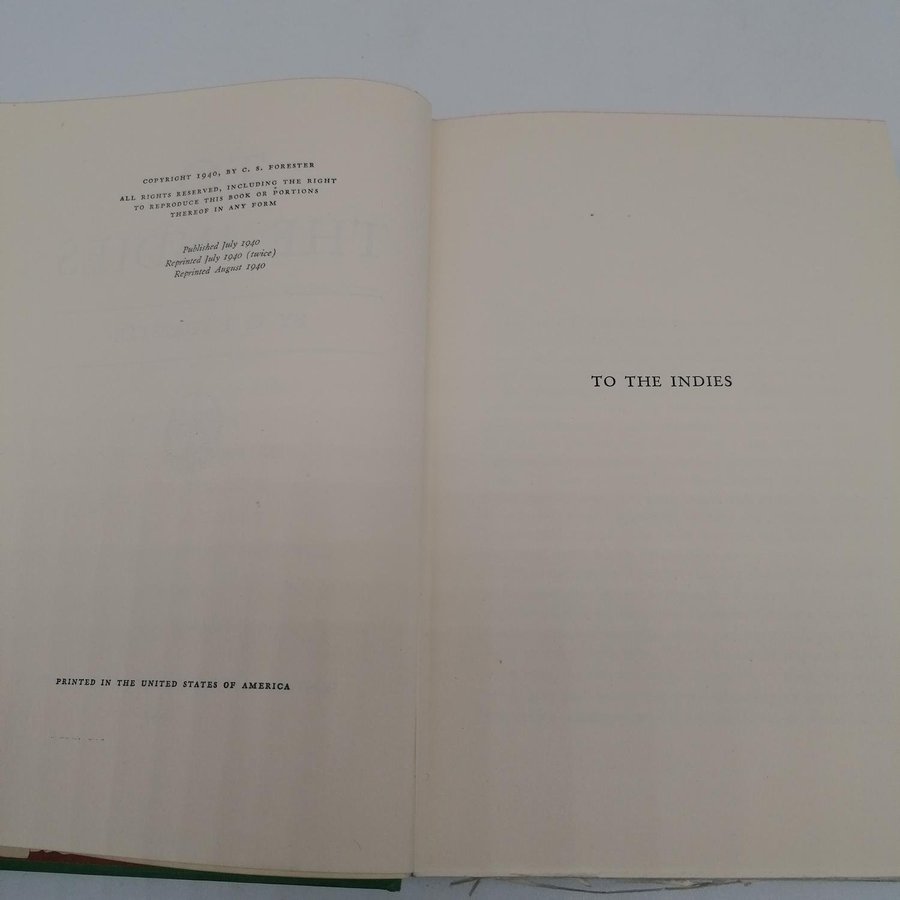 COPYRIGHT 1940, BY C. S. FORESTER
ALL RIGHTS RESERVED, INCLUDING THE RIGHT
TO REPRODUCE THIS BOOK OR PORTIONS
THEREOF IN ANY FORM
Published July 1940
Reprinted July 1940 (twice)
Reprinted August 1940
PRINTED IN THE UNITED STATES OF AMERICA
TO THE INDIES